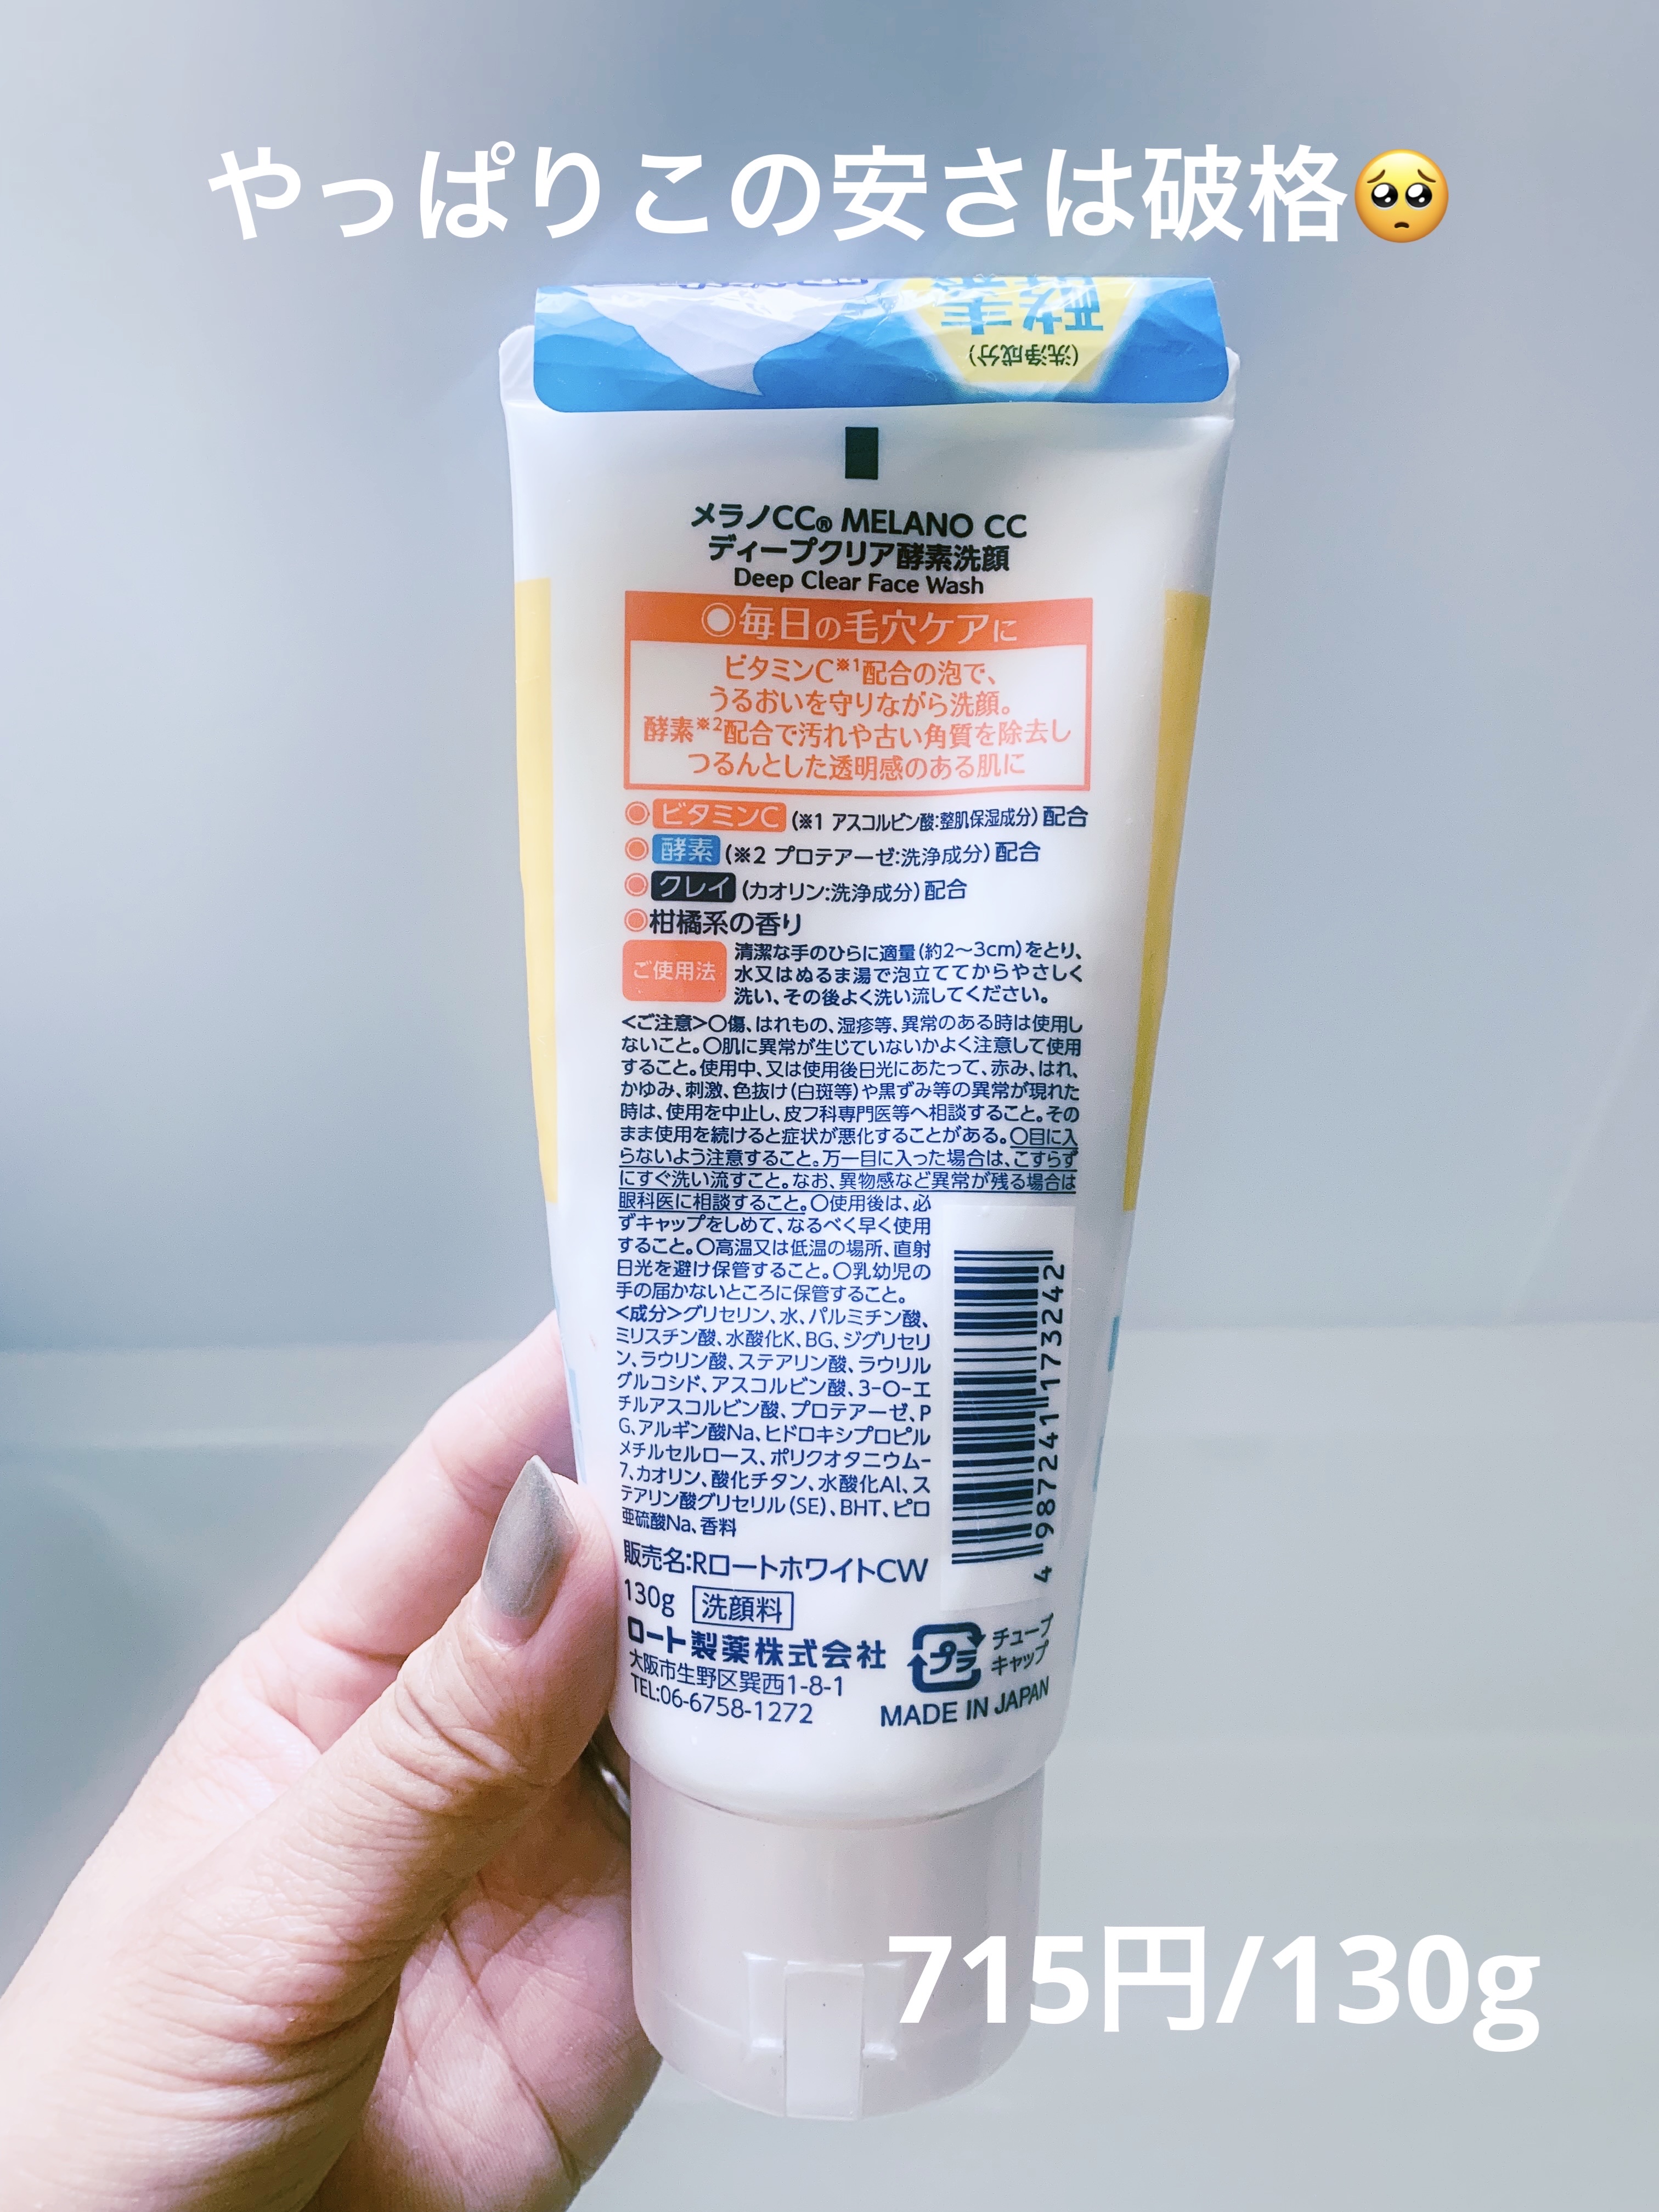 やっぱりこの安さは破格🥺
酵素
(洗浄成分)
メラノCC® MELANO CC
ディープクリア酵素洗顔
Deep Clear Face Wash
◉毎日の毛穴ケアに
ビタミンC※1配合の泡で、
うるおいを守りながら洗顔。
酵素※2配合で汚れや古い角質を除去し
つるんとした透明感のある肌に
◉ビタミンC(※1 アスコルビン酸:整肌保湿成分)配合
◉酵素(※2 プロテアーゼ:洗浄成分)配合
◉クレイ(カオリン:洗浄成分)配合
◉柑橘系の香り
ご使用法
清潔な手のひらに適量(約2〜3cm)をとり、
水又はぬるま湯で泡立ててからやさしく
洗い、その後よく洗い流してください。
<ご注意>〇傷、はれもの、湿疹等、異常のある時は使用し
ないこと。〇肌に異常が生じていないかよく注意して使用
すること。使用中、又は使用後日光にあたって、赤み、はれ、
かゆみ、刺激、色抜け(白斑等)や黒ずみ等の異常が現れた
時は、使用を中止し、皮フ科専門医等へ相談すること。その
まま使用を続けると症状が悪化することがある。〇目に入
らないよう注意すること。万一目に入った場合は、こすらず
にすぐ洗い流すこと。なお、異物感など異常が残る場合は
眼科医に相談すること。〇使用後は、必
ずキャップをしめて、なるべく早く使用
すること。〇高温又は低温の場所、直射
日光を避け保管すること。〇乳幼児の
手の届かないところに保管すること。
<成分>グリセリン、水、パルミチン酸、
ミリスチン酸、水酸化K、BG、ジグリセリ
ン、ラウリン酸、ステアリン酸、ラウリル
グルコシド、アスコルビン酸、3-O-エ
チルアスコルビン酸、プロテアーゼ、P
G、アルギン酸Na、ヒドロキシプロピル
メチルセルロース、ポリクオタニウム-
7、カオリン、酸化チタン、水酸化Al、ス
テアリン酸グリセリル(SE)、BHT、ピロ
亜硫酸Na、香料
4 987241 173242
販売名:RロートホワイトCW
130g 洗顔料
ロート製薬株式会社
大阪市生野区巽西1-8-1
TEL:06-6758-1272
プラ
チューブ
キャップ
MADE IN JAPAN
715円/130g